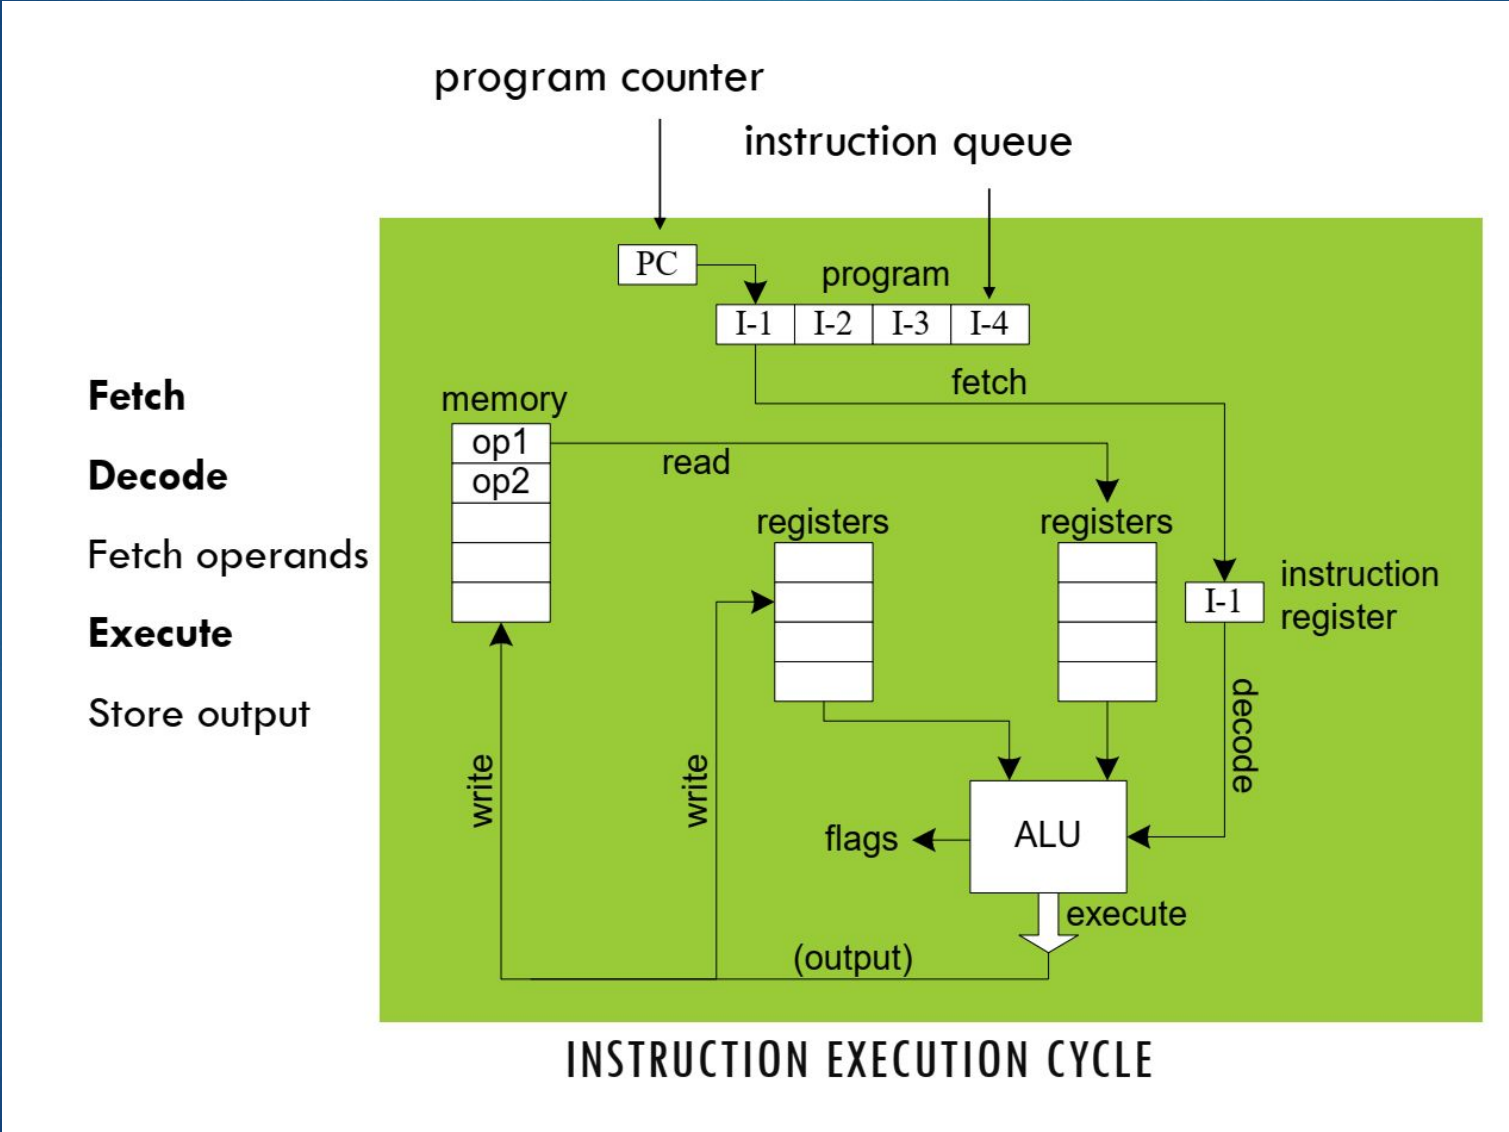 program counter
instruction queue
PC
program
I-1 I-2 I-3 I-4
fetch
Fetch
Decode
Fetch operands
Execute
Store output
memory
op1
op2
read
registers
registers
I-1
instruction
register
decode
write
write
flags
ALU
execute
(output)
INSTRUCTION EXECUTION CYCLE